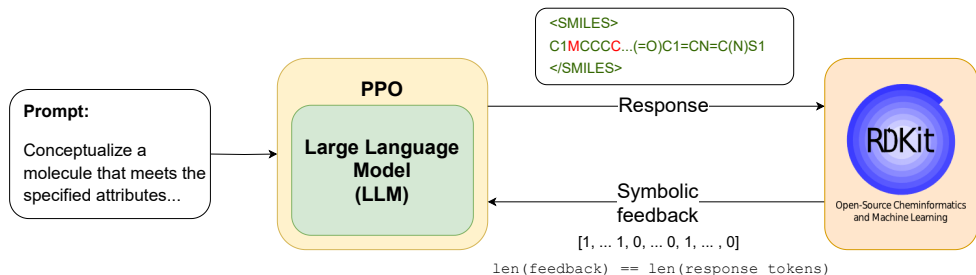 Prompt:
Conceptualize a
molecule that meets the
specified attributes...
PPO
Large Language
Model
(LLM)
<SMILES>
C1MCCCC...(=O)C1=CN=C(N)S1
</SMILES>
Response
RDKit
Open-Source Cheminformatics
and Machine Learning
Symbolic
feedback
[1, ... 1, 0, ... 0, 1, ... , 0]
len(feedback) == len(response tokens)